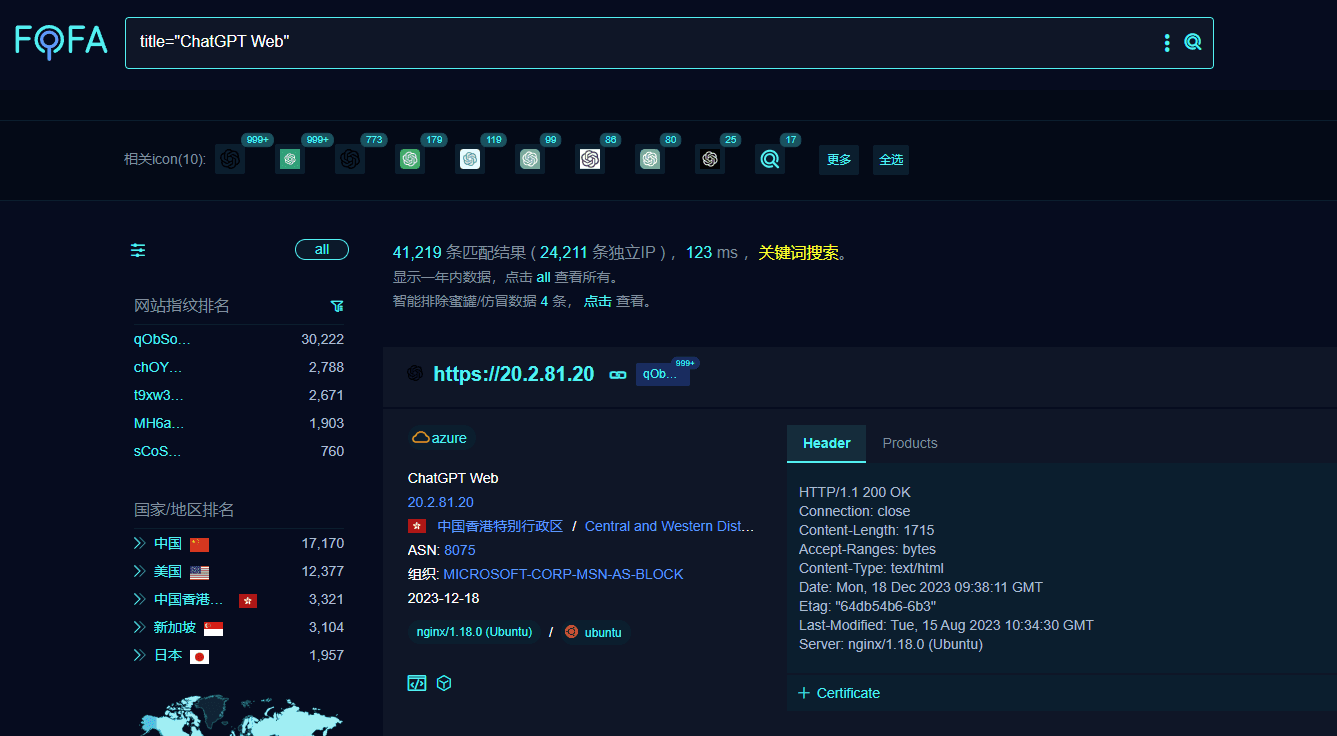 FOFA
title="ChatGPT Web"
相关icon(10):
999+
999+
773
179
119
99
86
80
25
17
更多
全选
all
41,219 条匹配结果 ( 24,211 条独立IP ) ,  123 ms ,  关键词搜索。
显示一年内数据，点击 all 查看所有。
智能排除蜜罐/仿冒数据 4 条， 点击 查看。
网站指纹排名
qObSo... 30,222
chOY... 2,788
t9xw3... 2,671
MH6a... 1,903
sCoS... 760
国家/地区排名
中国 17,170
美国 12,377
中国香港... 3,321
新加坡 3,104
日本 1,957
https://20.2.81.20 qOb... 999+
azure
ChatGPT Web
20.2.81.20
中国香港特别行政区 / Central and Western Dist...
ASN: 8075
组织: MICROSOFT-CORP-MSN-AS-BLOCK
2023-12-18
nginx/1.18.0 (Ubuntu) / ubuntu
Header Products
HTTP/1.1 200 OK
Connection: close
Content-Length: 1715
Accept-Ranges: bytes
Content-Type: text/html
Date: Mon, 18 Dec 2023 09:38:11 GMT
Etag: "64db54b6-6b3"
Last-Modified: Tue, 15 Aug 2023 10:34:30 GMT
Server: nginx/1.18.0 (Ubuntu)
+ Certificate